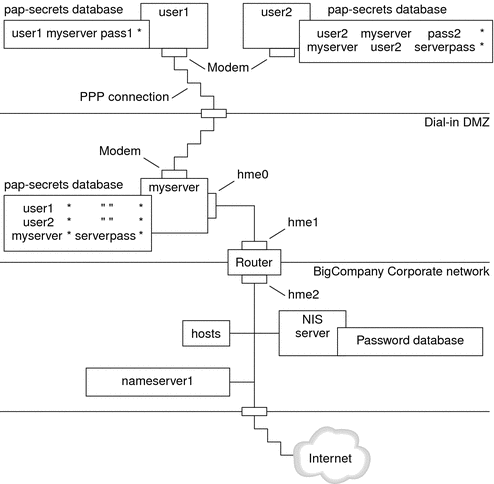 pap-secrets database
user1
user1 myserver pass1 *
user2
pap-secrets database
user2 myserver pass2 *
myserver user2 serverpass *
Modem
PPP connection
Dial-in DMZ
Modem
pap-secrets database
myserver
hme0
user1 * " " *
user2 * " " *
myserver * serverpass *
hme1
Router
BigCompany Corporate network
hme2
hosts
NIS
server
Password database
nameserver1
Internet